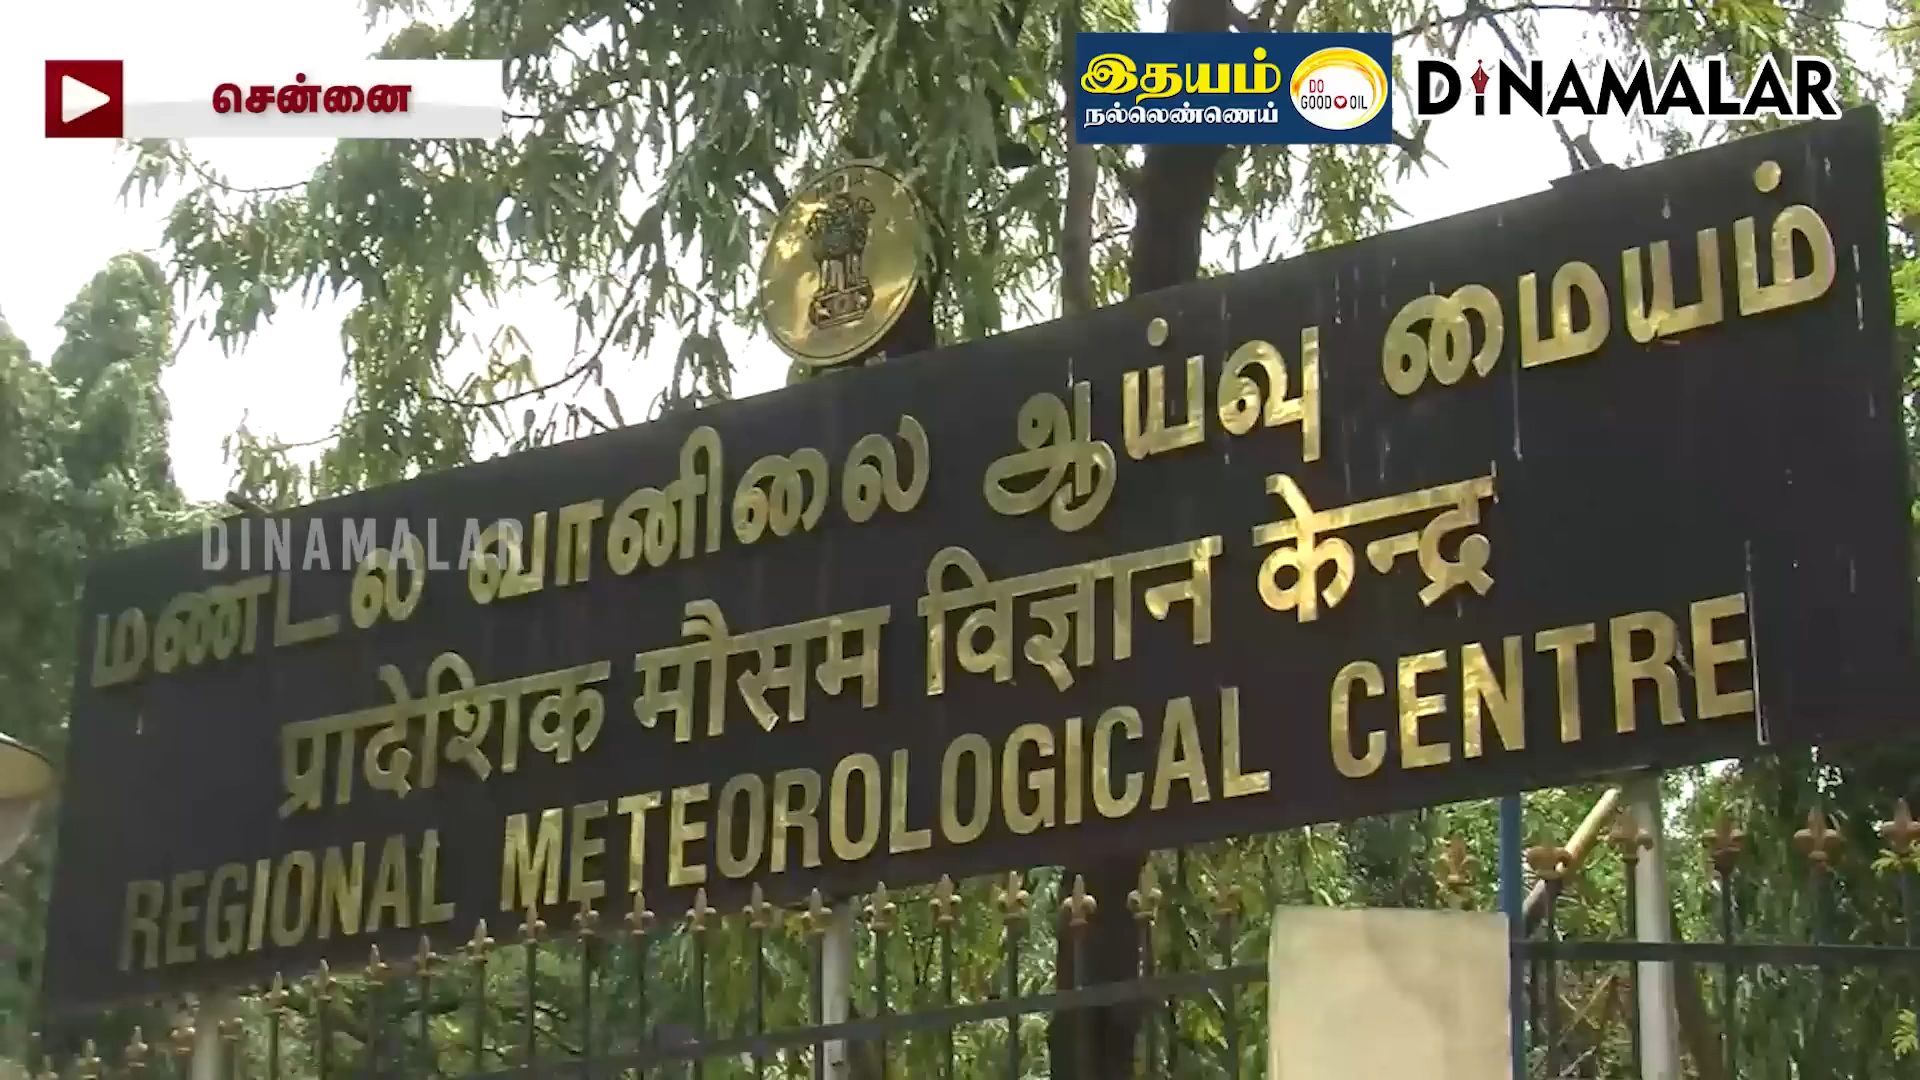 சென்னை
இதயம்
நல்லெண்ணெய்
DO
GOOD OIL
DINAMALAR
DINAMALAR
மண்டல வானிலை ஆய்வு மையம்
प्रादेशिक मौसम विज्ञान केन्द्र
REGIONAL METEOROLOGICAL CENTRE